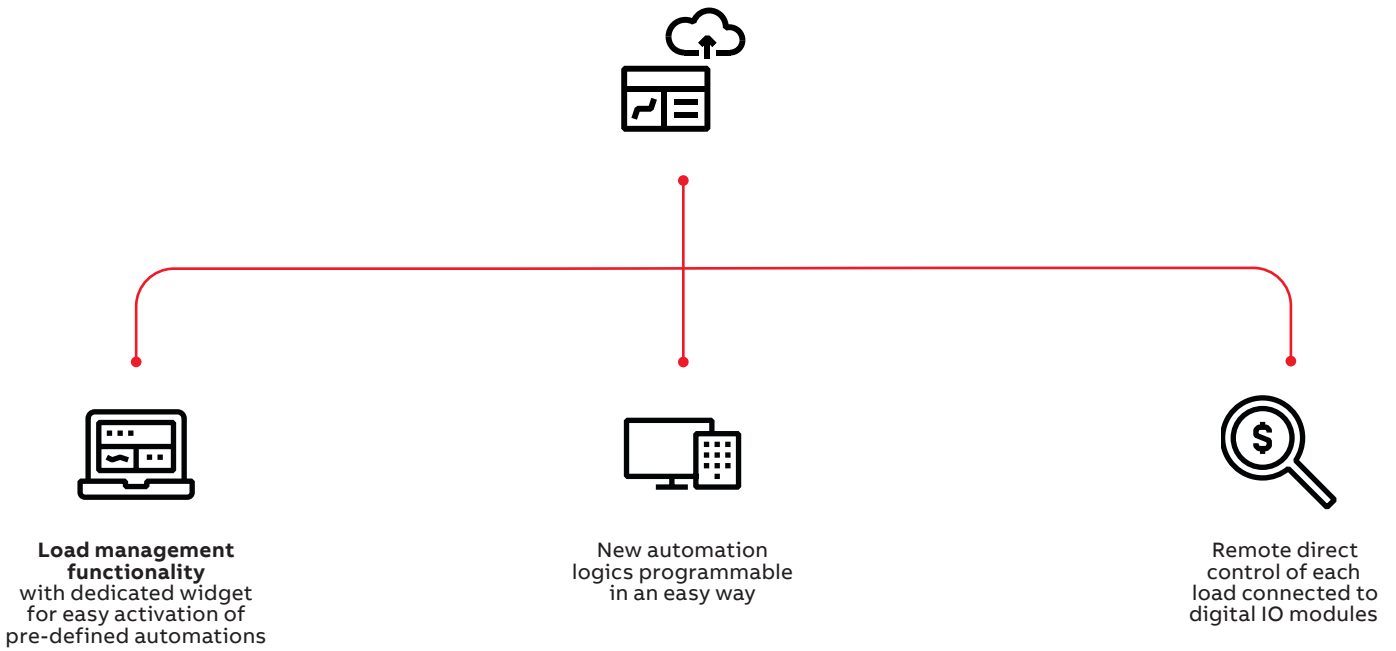 Load management
functionality
with dedicated widget
for easy activation of
pre-defined automations
New automation
logics programmable
in an easy way
Remote direct
control of each
load connected to
digital IO modules
$